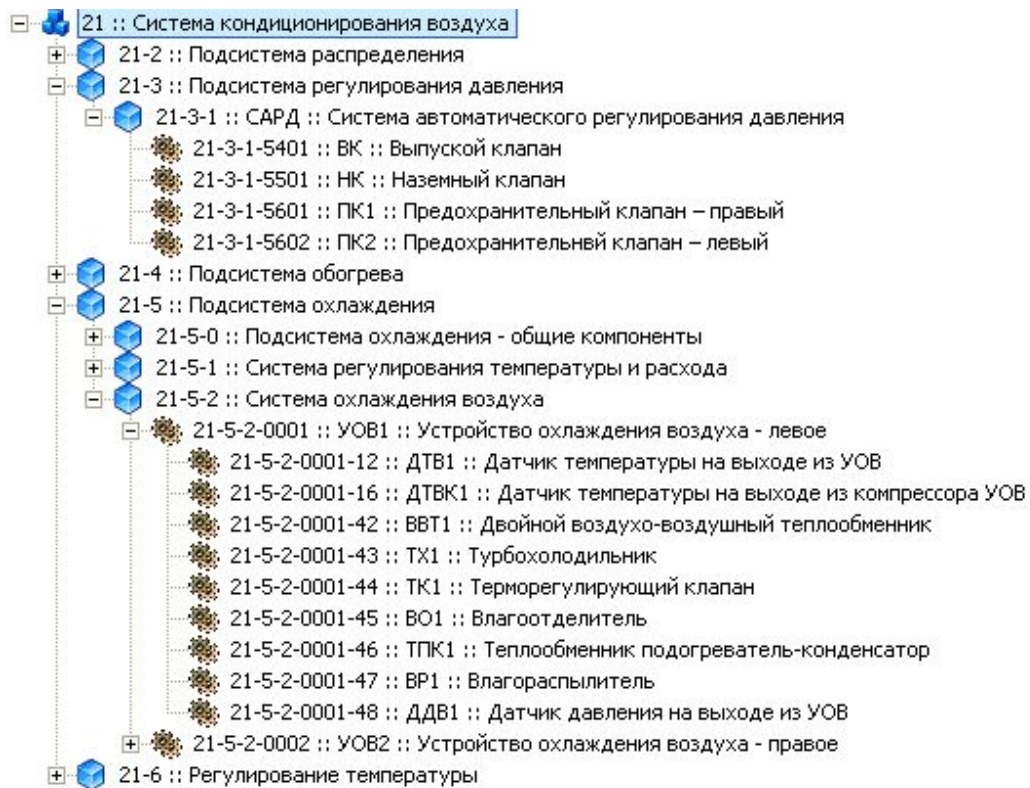 21 :: Система кондиционирования воздуха
21-2 :: Подсистема распределения
21-3 :: Подсистема регулирования давления
21-3-1 :: САРД :: Система автоматического регулирования давления
21-3-1-5401 :: ВК :: Выпуской клапан
21-3-1-5501 :: НК :: Наземный клапан
21-3-1-5601 :: ПК1 :: Предохранительный клапан – правый
21-3-1-5602 :: ПК2 :: Предохранительнвй клапан – левый
21-4 :: Подсистема обогрева
21-5 :: Подсистема охлаждения
21-5-0 :: Подсистема охлаждения - общие компоненты
21-5-1 :: Система регулирования температуры и расхода
21-5-2 :: Система охлаждения воздуха
21-5-2-0001 :: УОВ1 :: Устройство охлаждения воздуха - левое
21-5-2-0001-12 :: ДТВ1 :: Датчик температуры на выходе из УОВ
21-5-2-0001-16 :: ДТВК1 :: Датчик температуры на выходе из компрессора УОВ
21-5-2-0001-42 :: ВВТ1 :: Двойной воздухо-воздушный теплообменник
21-5-2-0001-43 :: ТХ1 :: Турбохолодильник
21-5-2-0001-44 :: ТК1 :: Терморегулирующий клапан
21-5-2-0001-45 :: ВО1 :: Влагоотделитель
21-5-2-0001-46 :: ТПК1 :: Теплообменник подогреватель-конденсатор
21-5-2-0001-47 :: ВР1 :: Влагораспылитель
21-5-2-0001-48 :: ДДВ1 :: Датчик давления на выходе из УОВ
21-5-2-0002 :: УОВ2 :: Устройство охлаждения воздуха - правое
21-6 :: Регулирование температуры